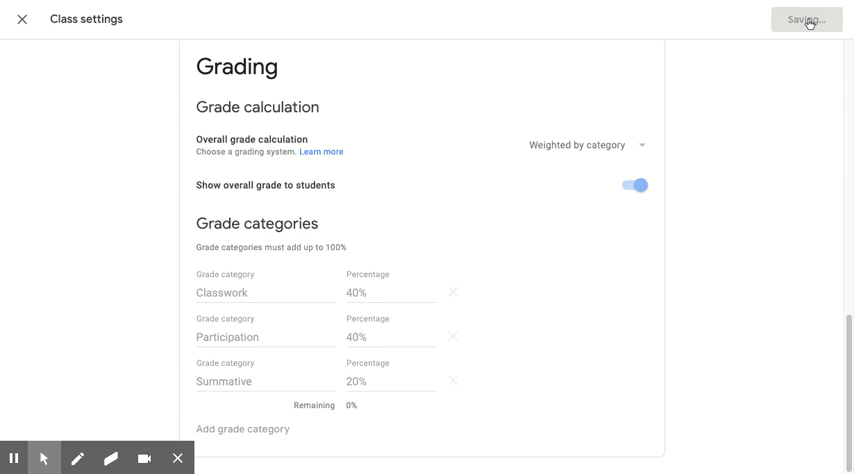 Class settings
Saving...
Grading
Grade calculation
Overall grade calculation
Choose a grading system. Learn more
Weighted by category
Show overall grade to students
Grade categories
Grade categories must add up to 100%
Grade category Percentage
Classwork 40%
Grade category Percentage
Participation 40%
Grade category Percentage
Summative 20%
Remaining 0%
Add grade category